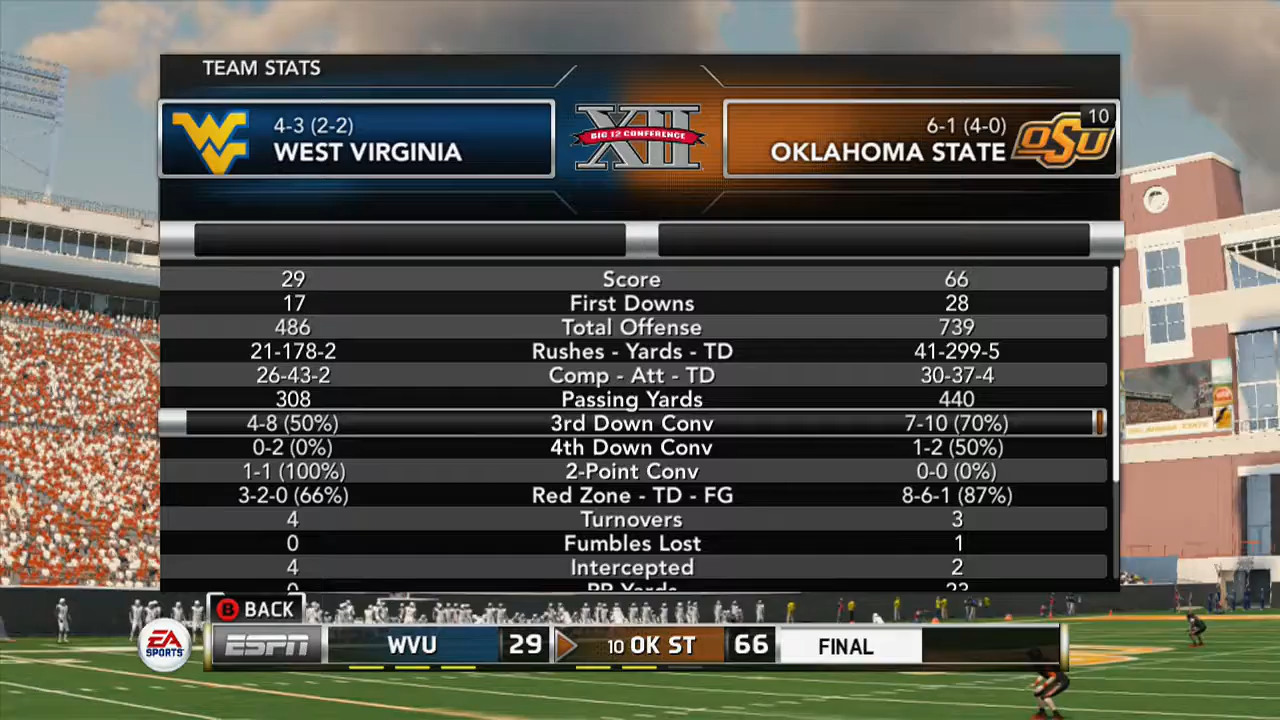 TEAM STATS
4-3 (2-2)
WEST VIRGINIA
XII
BIG 12 CONFERENCE
6-1 (4-0)
OKLAHOMA STATE
OSU
10
29 Score 66
17 First Downs 28
486 Total Offense 739
21-178-2 Rushes - Yards - TD 41-299-5
26-43-2 Comp - Att - TD 30-37-4
308 Passing Yards 440
4-8 (50%) 3rd Down Conv 7-10 (70%)
0-2 (0%) 4th Down Conv 1-2 (50%)
1-1 (100%) 2-Point Conv 0-0 (0%)
3-2-0 (66%) Red Zone - TD - FG 8-6-1 (87%)
4 Turnovers 3
0 Fumbles Lost 1
4 Intercepted 2
B BACK
EA SPORTS ESPN WVU 29 10 OK ST 66 FINAL